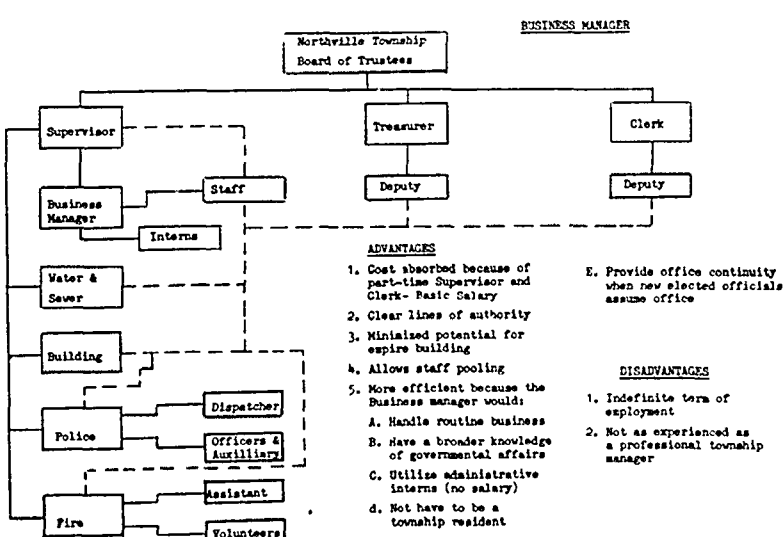 BUSINESS MANAGER
Northville Township
Board of Trustees
Supervisor
Treasurer
Clerk
Business
Manager
Staff
Deputy
Deputy
Interns
Water &
Sewer
Building
Police
Dispatcher
Officers &
Auxilliary
Fire
Assistant
Volunteers
ADVANTAGES
1. Cost absorbed because of
part-time Supervisor and
Clerk- Basic Salary
2. Clear lines of authority
3. Minimized potential for
empire building
4. Allows staff pooling
5. More efficient because the
Business manager would:
A. Handle routine business
B. Have a broader knowledge
of governmental affairs
C. Utilize administrative
interns (no salary)
d. Not have to be a
township resident
E. Provide office continuity
when new elected officials
assume office
DISADVANTAGES
1. Indefinite term of
employment
2. Not as experienced as
a professional township
manager